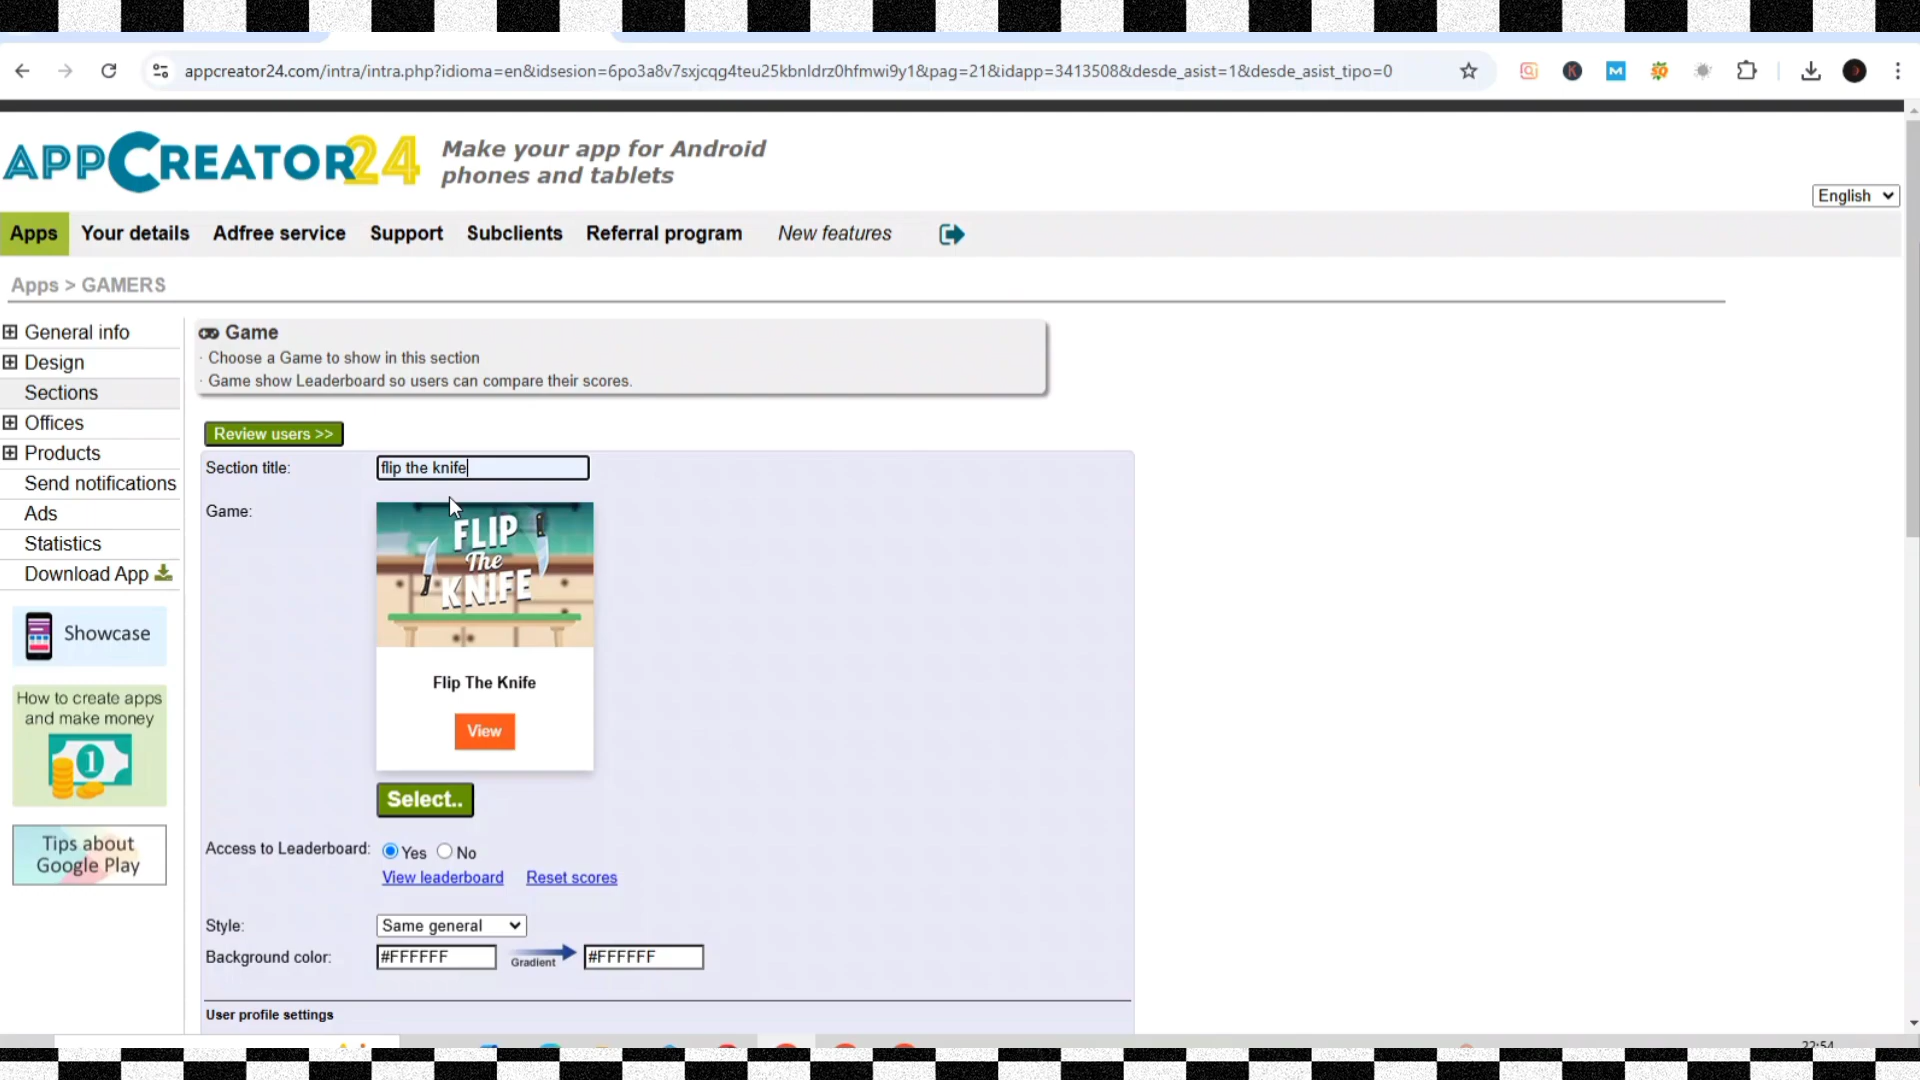 appcreator24.com/intra/intra.php?idioma=en&idsesion=6po3a8v7sxjcqg4teu25kbnldrz0hfmwi9y1&pag=21&idapp=3413508&desde_asist=1&desde_asist_tipo=0
APPCREATOR24
Make your app for Android
phones and tablets
English
Apps Your details Adfree service Support Subclients Referral program New features
Apps > GAMERS
General info
Design
Sections
Offices
Products
Send notifications
Ads
Statistics
Download App
Showcase
How to create apps
and make money
1
Tips about
Google Play
Game
· Choose a Game to show in this section
· Game show Leaderboard so users can compare their scores.
Review users >>
Section title: flip the knife
Game:
FLIP
The
KNIFE
Flip The Knife
View
Select..
Access to Leaderboard: Yes No
View leaderboard Reset scores
Style: Same general
Background color: #FFFFFF Gradient #FFFFFF
User profile settings
22:54